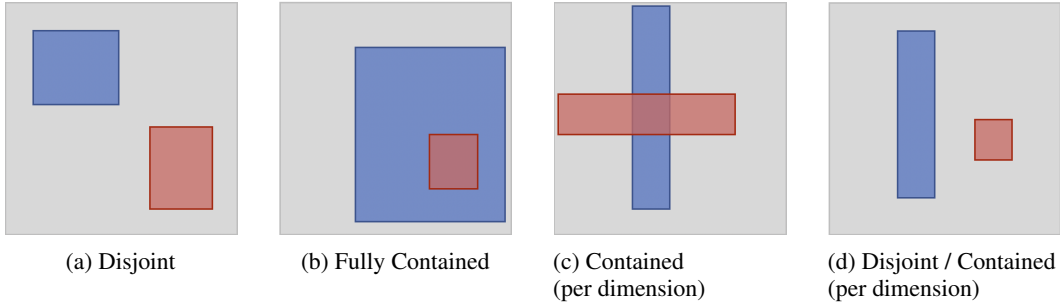 (a) Disjoint
(b) Fully Contained
(c) Contained
(per dimension)
(d) Disjoint / Contained
(per dimension)